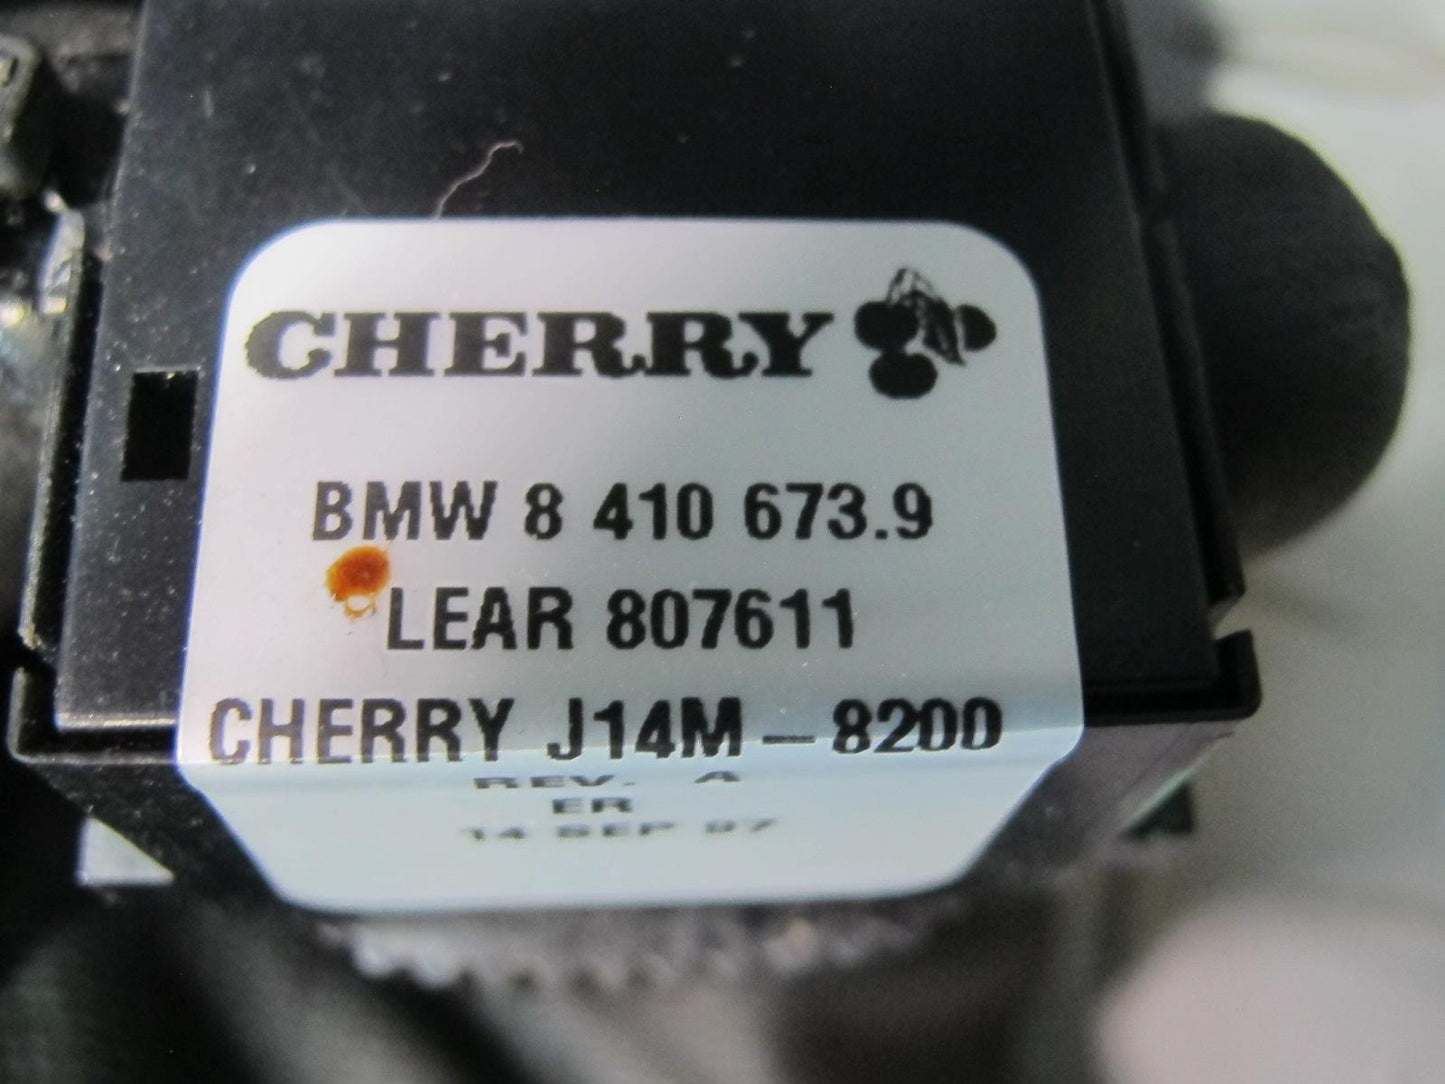 CHERRY
BMW 8 410 673.9
LEAR 807611
CHERRY J14M-8200
REV. A
ER
14 SEP 97